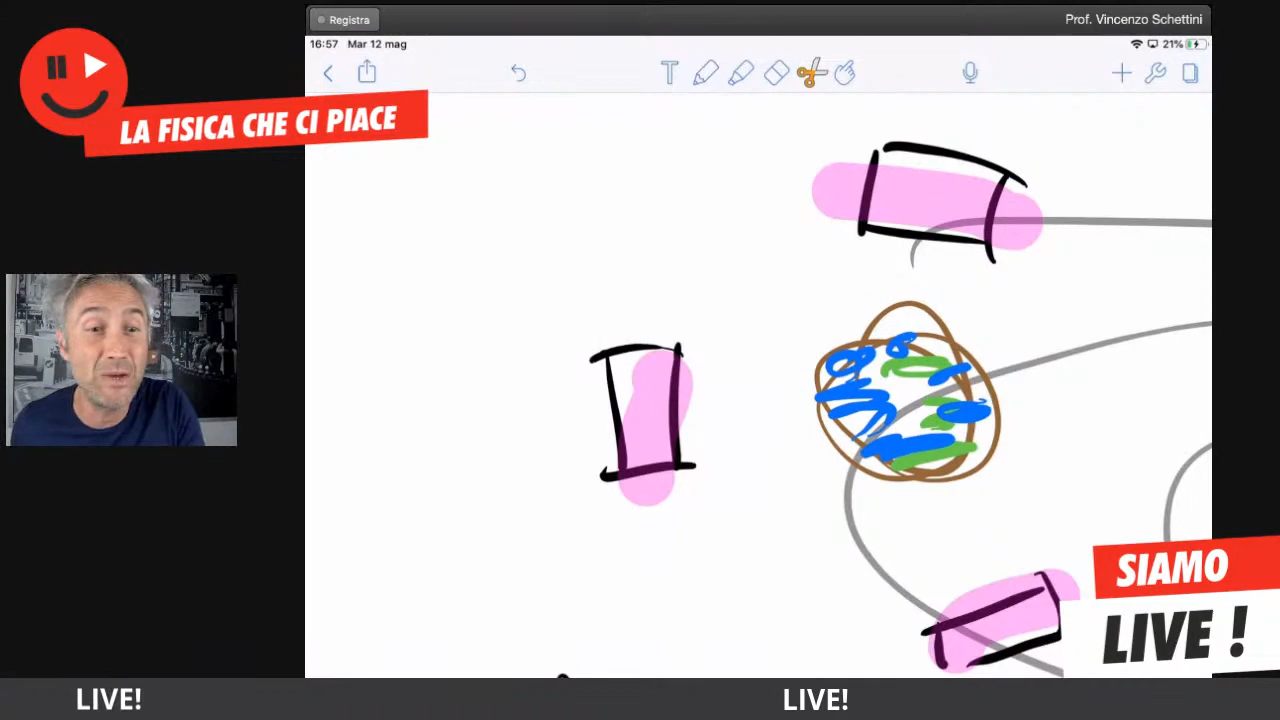 Registra
Prof. Vincenzo Schettini
16:57 Mar 12 mag
21%
T
LA FISICA CHE CI PIACE
SIAMO
LIVE !
LIVE!
LIVE!